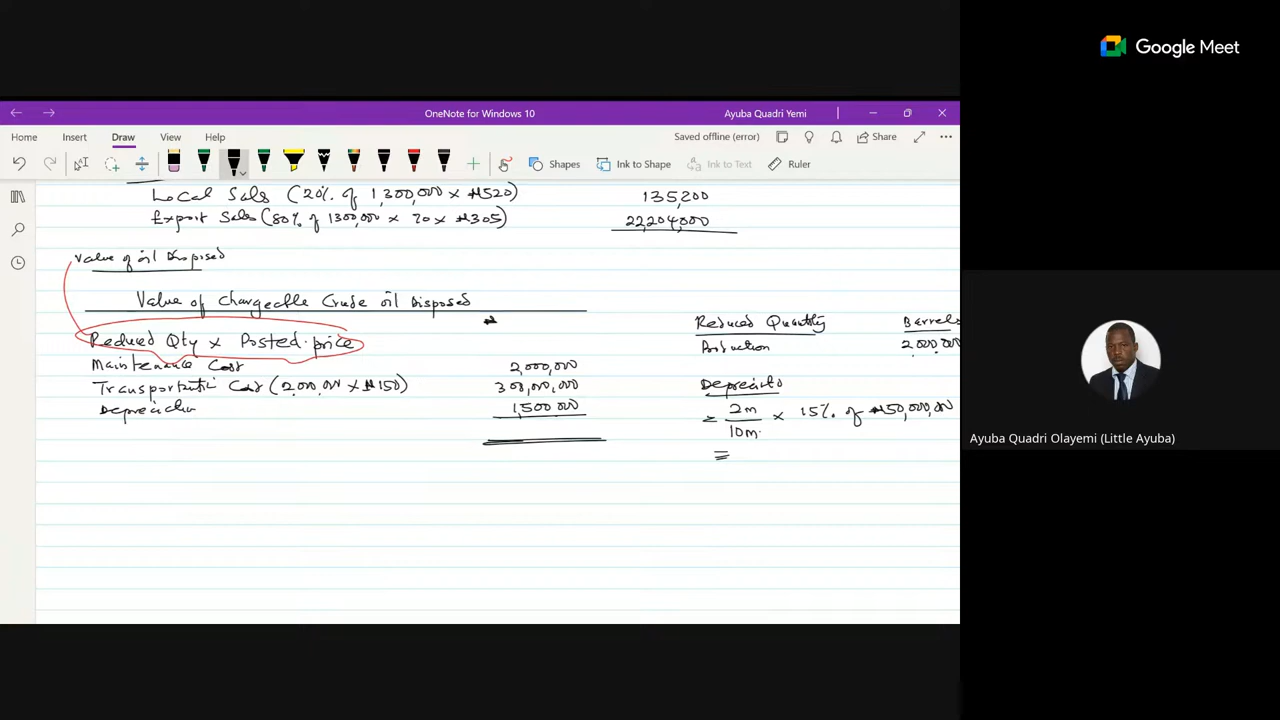 Google Meet
OneNote for Windows 10
Ayuba Quadri Yemi
Home Insert Draw View Help
Saved offline (error)
Share
Shapes
Ink to Shape
Ink to Text
Ruler
Local Sales (20% of 1,300,000 × ₦520) 135,200
Export Sales (80% of 1300,000 × 70 × ₦305) 22,204,000
Value of oil Disposed
Value of Chargeable Crude oil Disposed
₦
Reduced Qty × Posted price
Maintenance Cost 2,000,000
Transportation Cost (2,000,000 × ₦150) 300,000,000
Depreciation 1,500,000
Reduced Quantity Barrels
Production 2,000,000
Depreciatn
= 2m/10m × 15% of ₦50,000,000
=
Ayuba Quadri Olayemi (Little Ayuba)